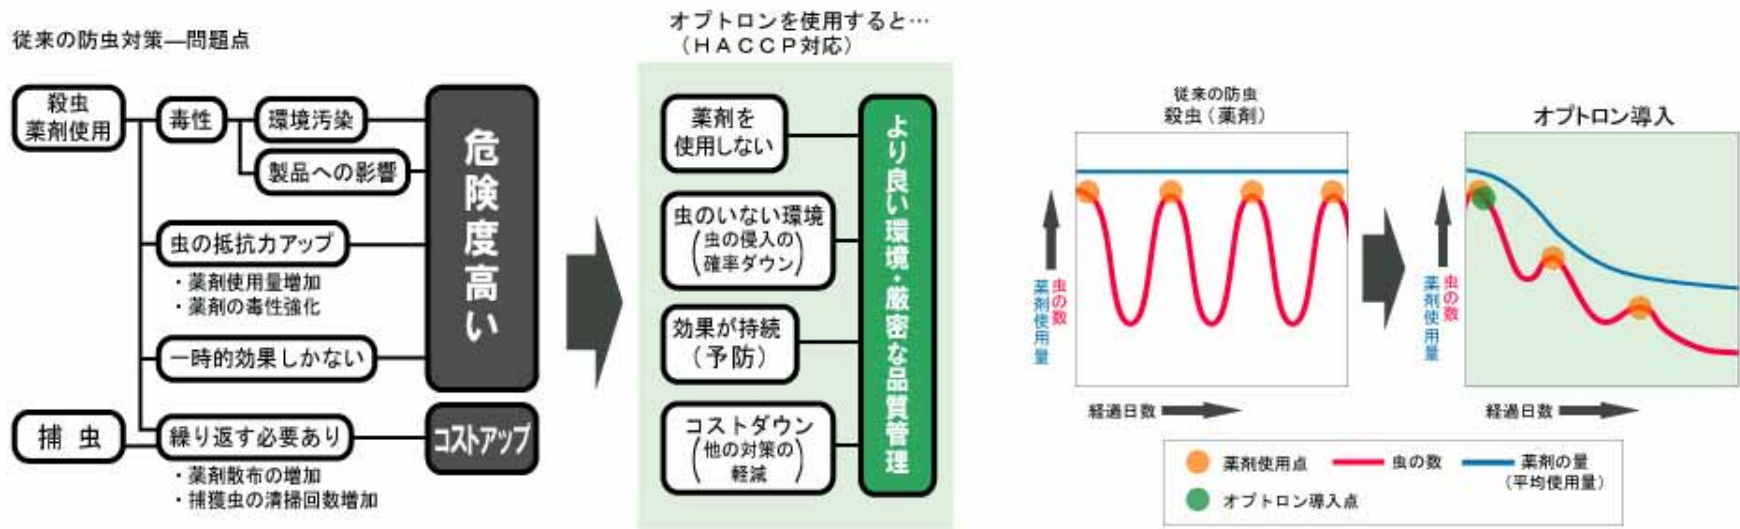 従来の防虫対策―問題点
殺虫
薬剤使用
毒性
環境汚染
製品への影響
虫の抵抗力アップ
・薬剤使用量増加
・薬剤の毒性強化
一時的効果しかない
捕 虫
繰り返す必要あり
・薬剤散布の増加
・捕獲虫の清掃回数増加
危険度高い
コストアップ
オプトロンを使用すると…
（ＨＡＣＣＰ対応）
薬剤を
使用しない
虫のいない環境
(虫の侵入の
確率ダウン)
効果が持続
（予防）
コストダウン
(他の対策の
軽減)
より良い環境・厳密な品質管理
従来の防虫
殺虫（薬剤）
虫の数
薬剤使用量
経過日数
オプトロン導入
虫の数
薬剤使用量
経過日数
薬剤使用点
虫の数
薬剤の量
（平均使用量）
オプトロン導入点